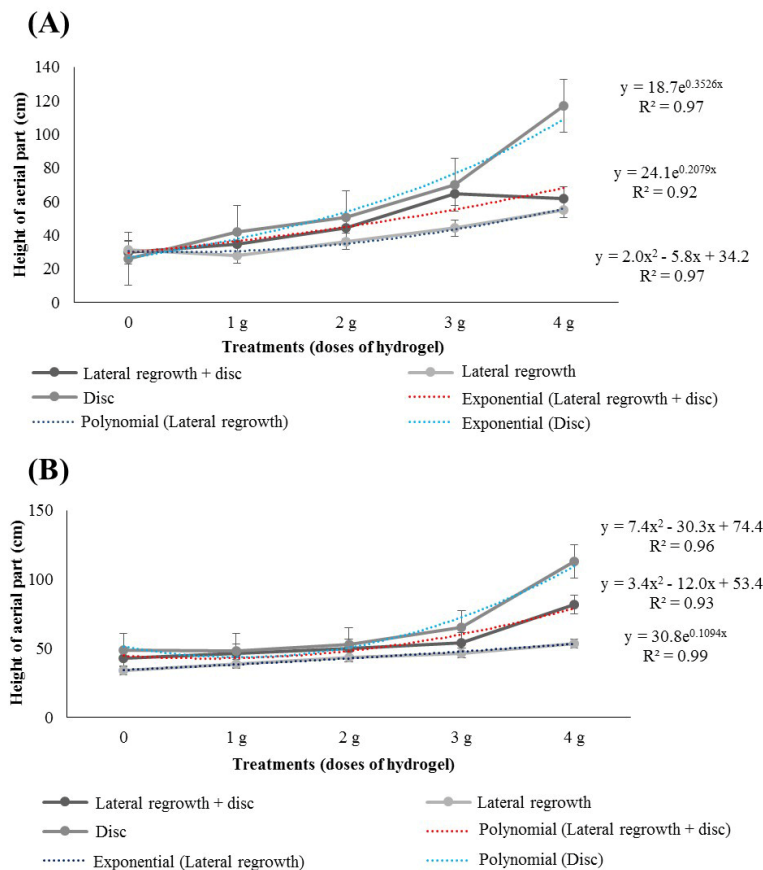 (A)
Height of aerial part (cm)
140
120
100
80
60
40
20
0
0 1 g 2 g 3 g 4 g
Treatments (doses of hydrogel)
y = 18.7e^0.3526x
R² = 0.97
y = 24.1e^0.2079x
R² = 0.92
y = 2.0x² - 5.8x + 34.2
R² = 0.97
Lateral regrowth + disc Lateral regrowth
Disc Exponential (Lateral regrowth + disc)
Polynomial (Lateral regrowth) Exponential (Disc)
(B)
Height of aerial part (cm)
150
100
50
0
0 1 g 2 g 3 g 4 g
Treatments (doses of hydrogel)
y = 7.4x² - 30.3x + 74.4
R² = 0.96
y = 3.4x² - 12.0x + 53.4
R² = 0.93
y = 30.8e^0.1094x
R² = 0.99
Lateral regrowth + disc Lateral regrowth
Disc Polynomial (Lateral regrowth + disc)
Exponential (Lateral regrowth) Polynomial (Disc)